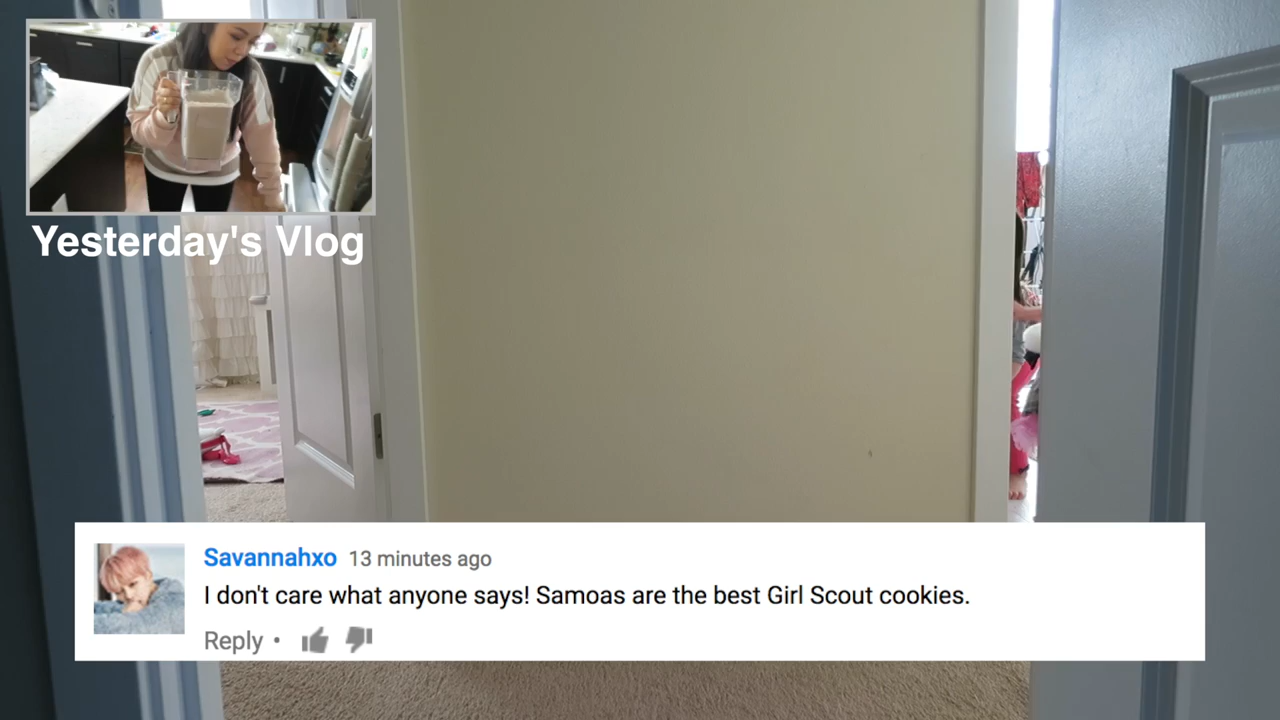 Yesterday's Vlog
Savannahxo 13 minutes ago
I don't care what anyone says! Samoas are the best Girl Scout cookies.
Reply •